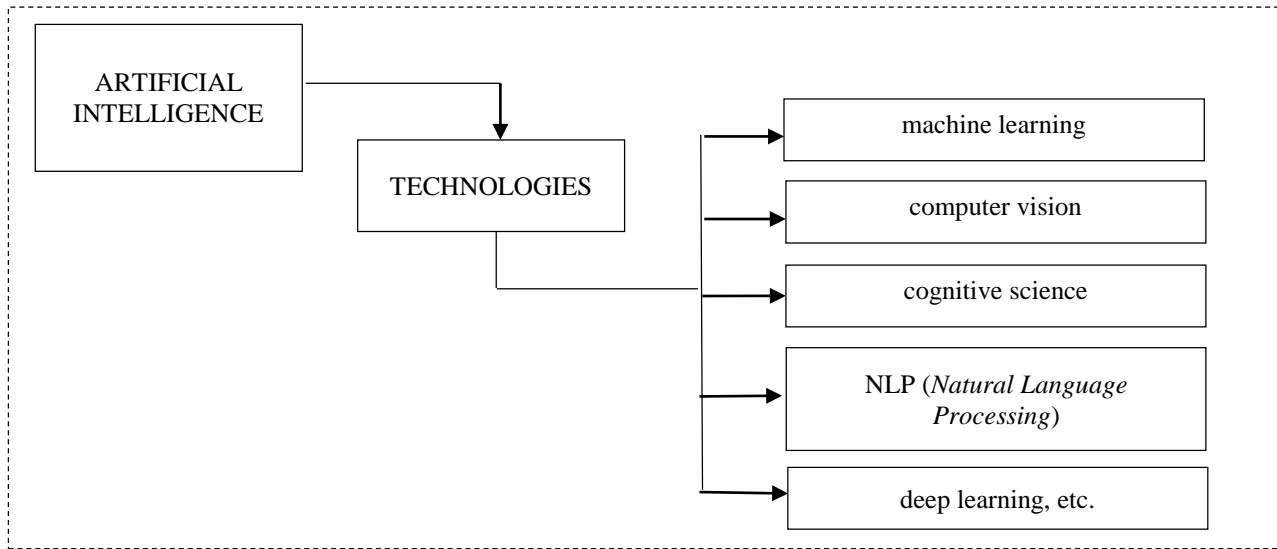 ARTIFICIAL
INTELLIGENCE
TECHNOLOGIES
machine learning
computer vision
cognitive science
NLP (Natural Language
Processing)
deep learning, etc.